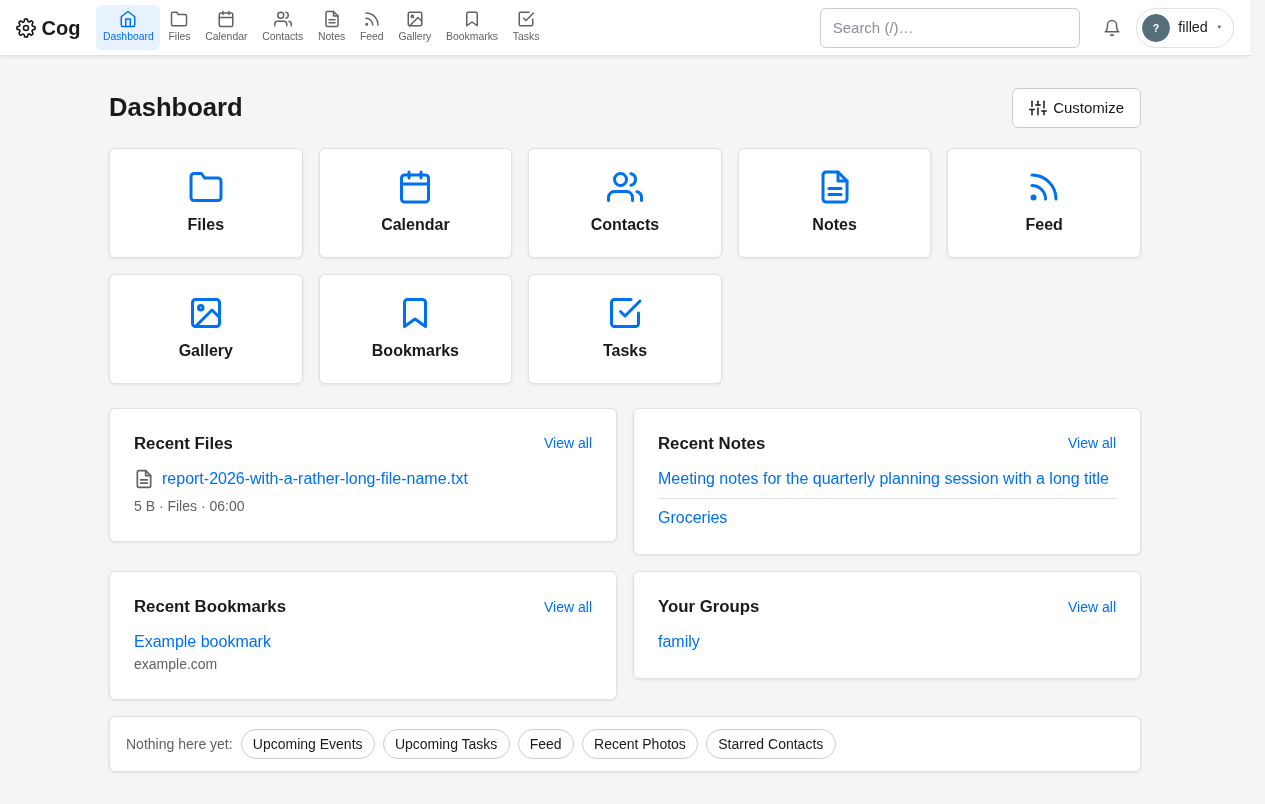 Cog
Dashboard
Files
Calendar
Contacts
Notes
Feed
Gallery
Bookmarks
Tasks
Search (/)…
?
filled
Dashboard
Customize
Files
Calendar
Contacts
Notes
Feed
Gallery
Bookmarks
Tasks
Recent Files
View all
report-2026-with-a-rather-long-file-name.txt
5 B · Files · 06:00
Recent Notes
View all
Meeting notes for the quarterly planning session with a long title
Groceries
Recent Bookmarks
View all
Example bookmark
example.com
Your Groups
View all
family
Nothing here yet:
Upcoming Events
Upcoming Tasks
Feed
Recent Photos
Starred Contacts